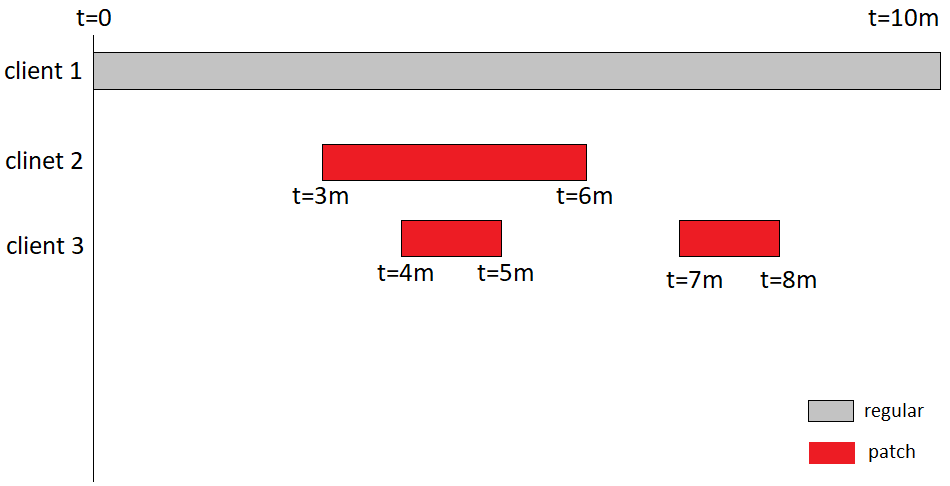 t=0 t=10m
client 1
clinet 2
t=3m t=6m
client 3
t=4m t=5m t=7m t=8m
regular
patch